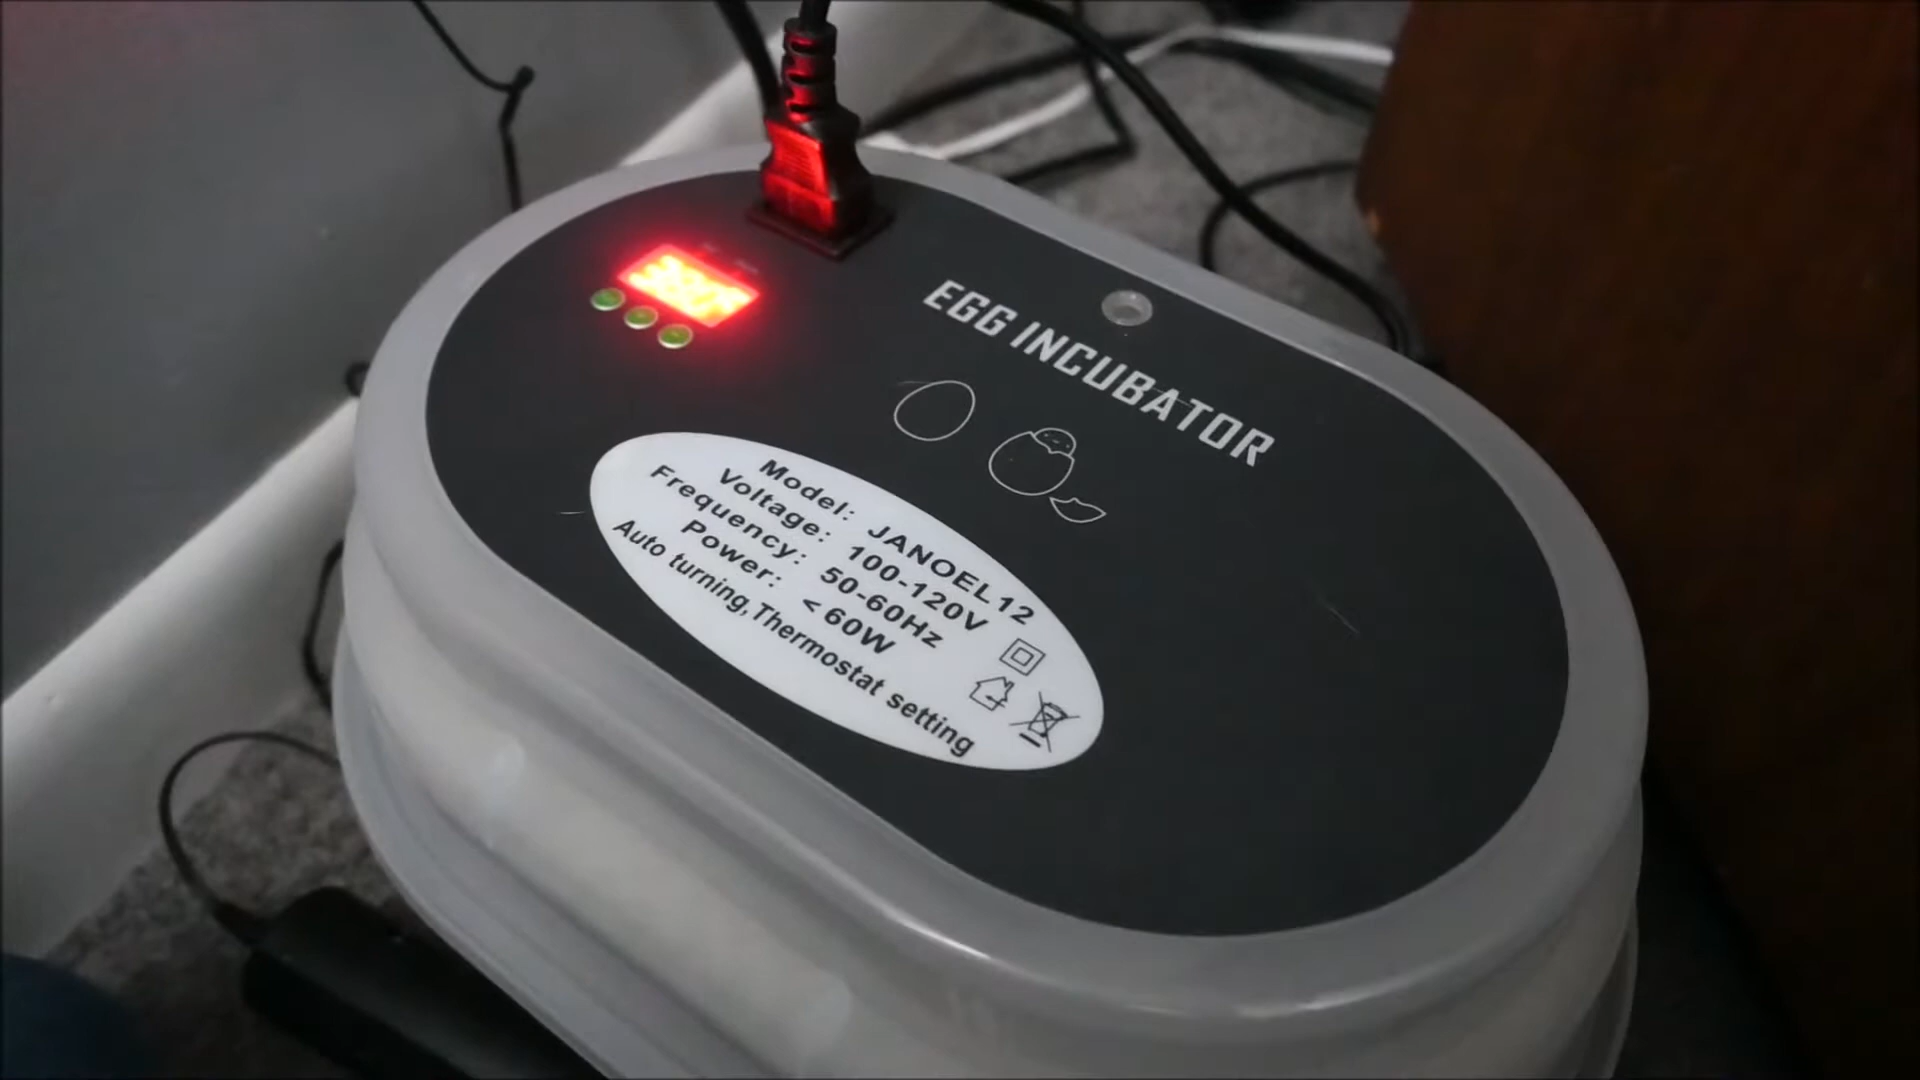 EGG INCUBATOR
Model: JANOEL12
Voltage: 100-120V
Frequency: 50-60Hz
Power: <60W
Auto turning,Thermostat setting